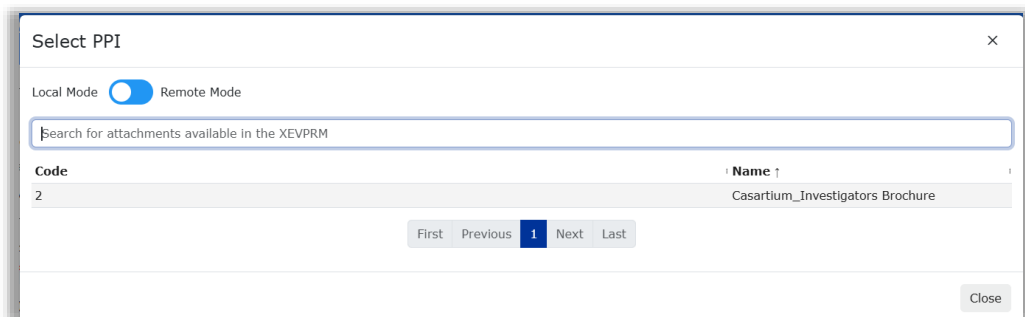 Select PPI ×
Local Mode Remote Mode
Search for attachments available in the XEVPRM
Code Name ↑
2 Casartium_Investigators Brochure
First Previous 1 Next Last
Close